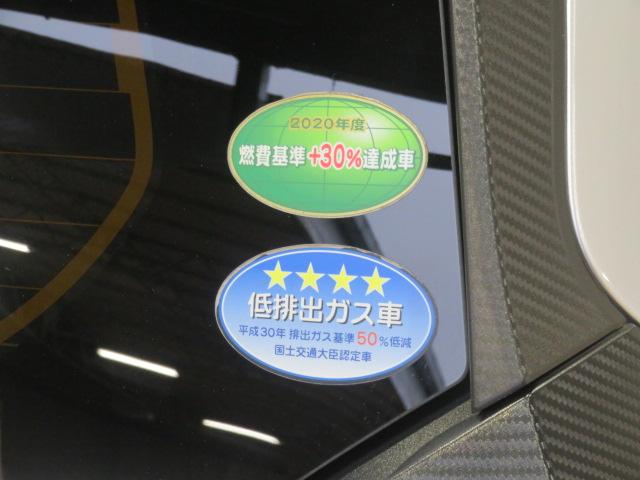 2020年度
燃費基準+30%達成車
低排出ガス車
平成30年 排出ガス基準50%低減
国土交通大臣認定車